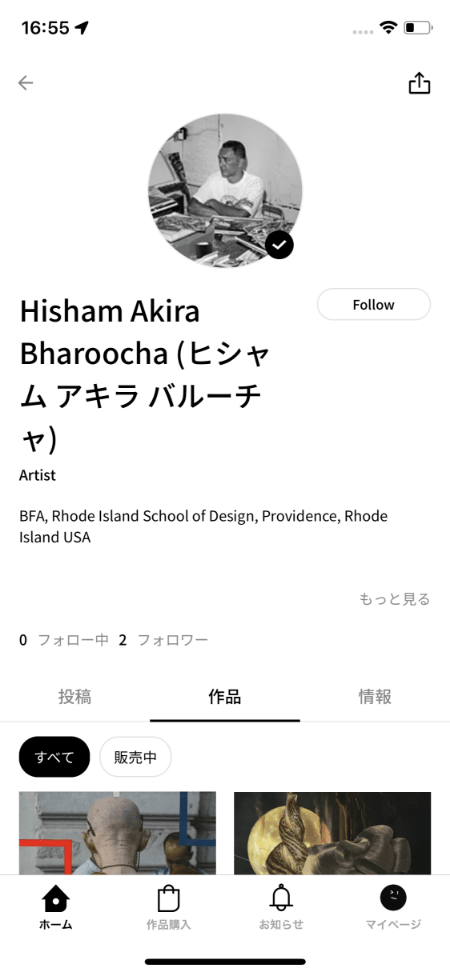 16:55
Hisham Akira
Bharoocha (ヒシャ
ム アキラ バルーチ
ャ)
Follow
Artist
BFA, Rhode Island School of Design, Providence, Rhode
Island USA
もっと見る
0 フォロー中 2 フォロワー
投稿 作品 情報
すべて 販売中
ホーム 作品購入 お知らせ マイページ